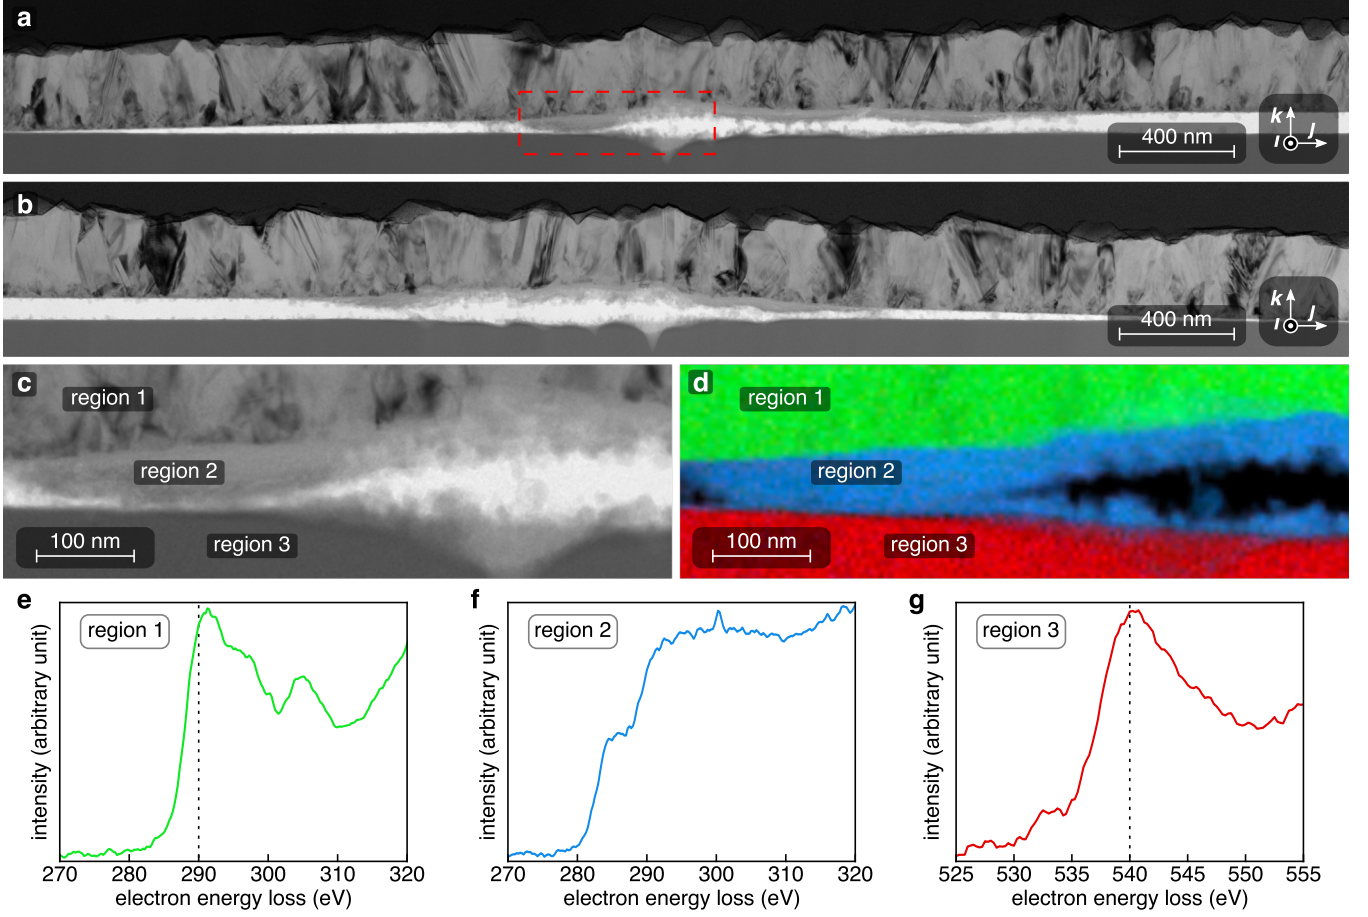 a
k
J
I
400 nm
b
k
J
I
400 nm
c
region 1
region 2
region 3
100 nm
d
region 1
region 2
region 3
100 nm
e
region 1
intensity (arbitrary unit)
270 280 290 300 310 320
electron energy loss (eV)
f
region 2
intensity (arbitrary unit)
270 280 290 300 310 320
electron energy loss (eV)
g
region 3
intensity (arbitrary unit)
525 530 535 540 545 550 555
electron energy loss (eV)